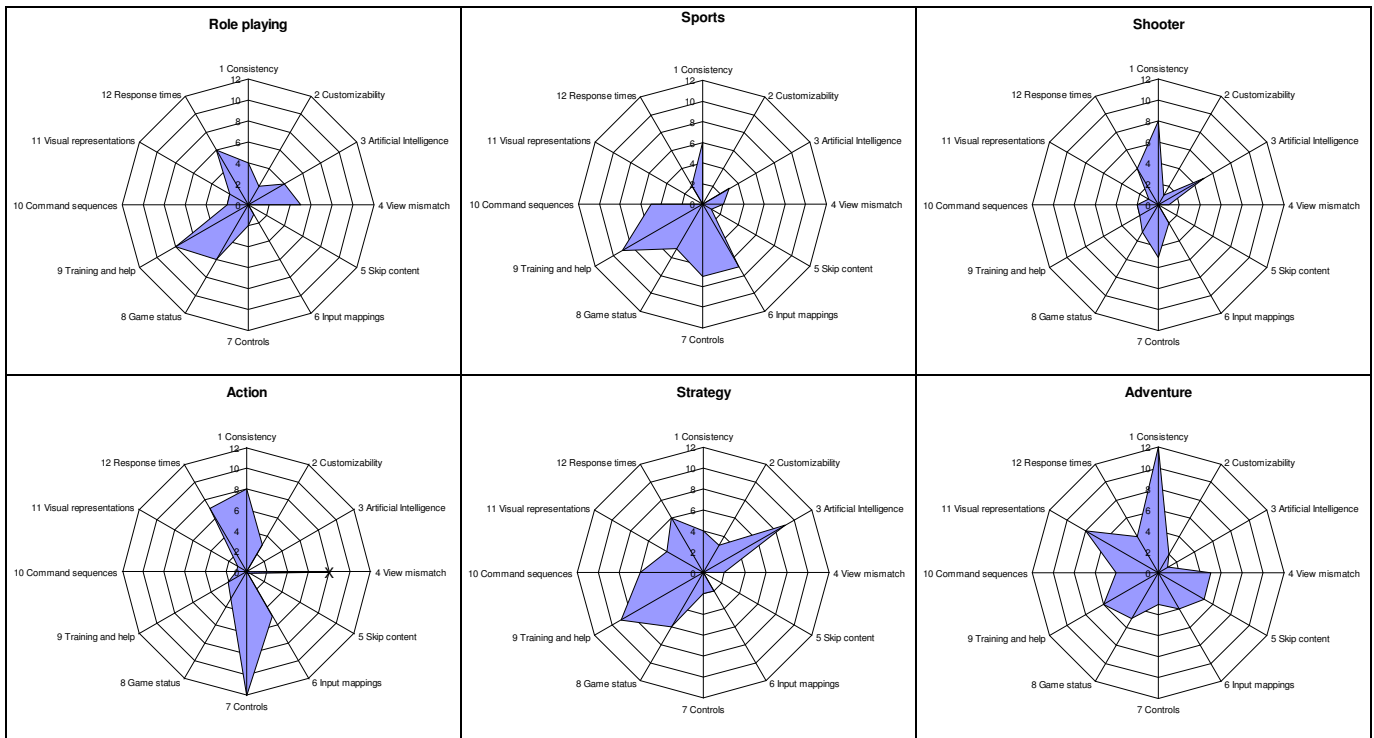 Role playing
1 Consistency
12
12 Response times
2 Customizability
10
8
11 Visual representations
3 Artificial Intelligence
6
4
2
10 Command sequences
0
4 View mismatch
9 Training and help
5 Skip content
8 Game status
6 Input mappings
7 Controls
Sports
1 Consistency
12
12 Response times
2 Customizability
10
8
11 Visual representations
3 Artificial Intelligence
6
4
2
10 Command sequences
0
4 View mismatch
9 Training and help
5 Skip content
8 Game status
6 Input mappings
7 Controls
Shooter
1 Consistency
12
12 Response times
2 Customizability
10
8
11 Visual representations
3 Artificial Intelligence
6
4
2
10 Command sequences
0
4 View mismatch
9 Training and help
5 Skip content
8 Game status
6 Input mappings
7 Controls
Action
1 Consistency
12
12 Response times
2 Customizability
10
8
11 Visual representations
3 Artificial Intelligence
6
4
2
10 Command sequences
0
X
4 View mismatch
9 Training and help
5 Skip content
8 Game status
6 Input mappings
7 Controls
Strategy
1 Consistency
12
12 Response times
2 Customizability
10
8
11 Visual representations
3 Artificial Intelligence
6
4
2
10 Command sequences
0
4 View mismatch
9 Training and help
5 Skip content
8 Game status
6 Input mappings
7 Controls
Adventure
1 Consistency
12
12 Response times
2 Customizability
10
8
11 Visual representations
3 Artificial Intelligence
6
4
2
10 Command sequences
0
4 View mismatch
9 Training and help
5 Skip content
8 Game status
6 Input mappings
7 Controls